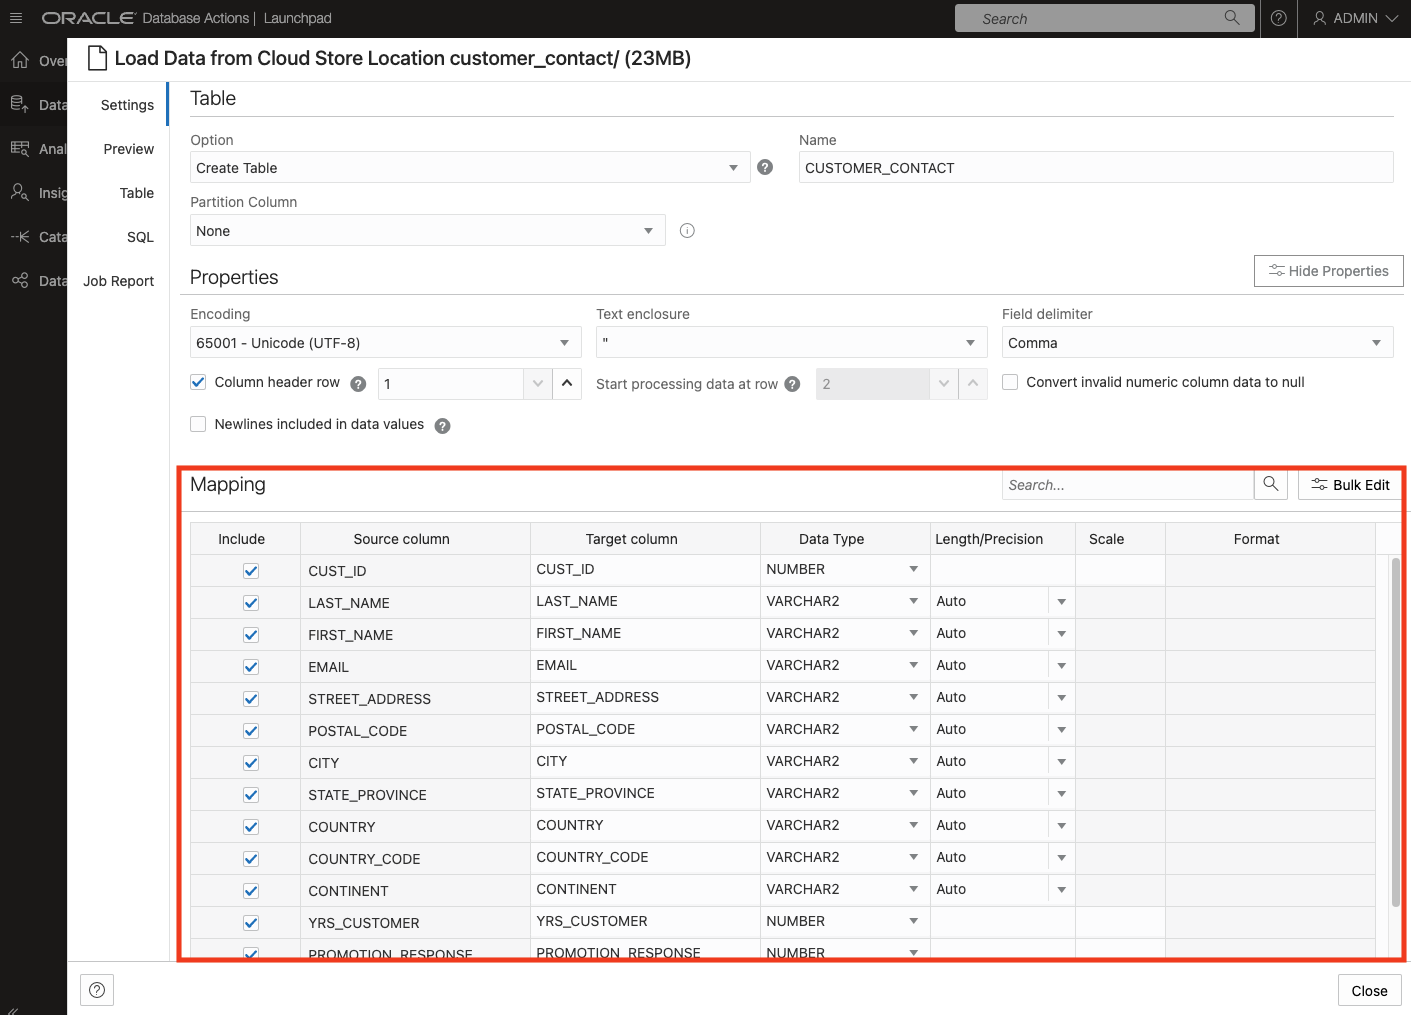 ORACLE Database Actions | Launchpad
Search
ADMIN
Over
Data
Anal
Insig
Cata
Data
Load Data from Cloud Store Location customer_contact/ (23MB)
Settings
Preview
Table
SQL
Job Report
Table
Option
Name
Create Table
CUSTOMER_CONTACT
Partition Column
None
Properties
Hide Properties
Encoding
Text enclosure
Field delimiter
65001 - Unicode (UTF-8)
"
Comma
Column header row
1
Start processing data at row
2
Convert invalid numeric column data to null
Newlines included in data values
Mapping
Search...
Bulk Edit
Include Source column Target column Data Type Length/Precision Scale Format
CUST_ID CUST_ID NUMBER
LAST_NAME LAST_NAME VARCHAR2 Auto
FIRST_NAME FIRST_NAME VARCHAR2 Auto
EMAIL EMAIL VARCHAR2 Auto
STREET_ADDRESS STREET_ADDRESS VARCHAR2 Auto
POSTAL_CODE POSTAL_CODE VARCHAR2 Auto
CITY CITY VARCHAR2 Auto
STATE_PROVINCE STATE_PROVINCE VARCHAR2 Auto
COUNTRY COUNTRY VARCHAR2 Auto
COUNTRY_CODE COUNTRY_CODE VARCHAR2 Auto
CONTINENT CONTINENT VARCHAR2 Auto
YRS_CUSTOMER YRS_CUSTOMER NUMBER
PROMOTION_RESPONSE PROMOTION_RESPONSE NUMBER
Close